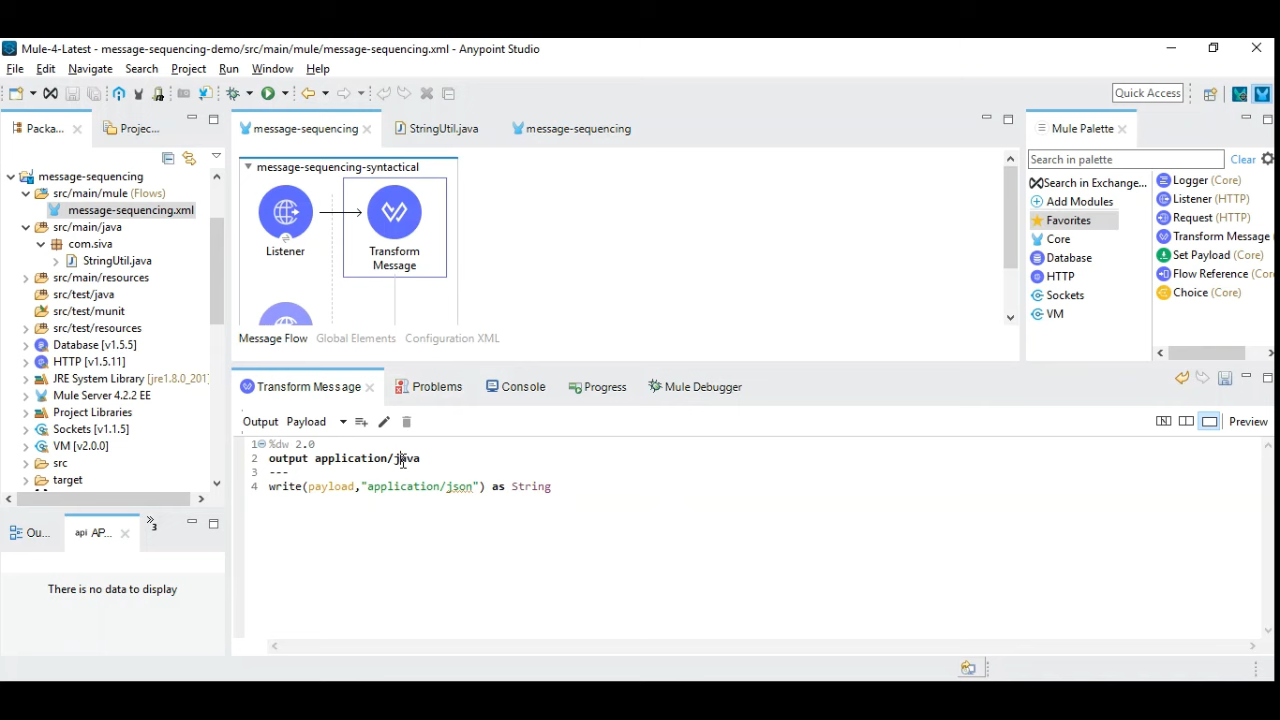 Mule-4-Latest - message-sequencing-demo/src/main/mule/message-sequencing.xml - Anypoint Studio
File Edit Navigate Search Project Run Window Help
Quick Access
Packa...
Projec...
message-sequencing
StringUtil.java
message-sequencing
Mule Palette
message-sequencing
src/main/mule (Flows)
message-sequencing.xml
src/main/java
com.siva
StringUtil.java
src/main/resources
src/test/java
src/test/munit
src/test/resources
Database [v1.5.5]
HTTP [v1.5.11]
JRE System Library [jre1.8.0_201]
Mule Server 4.2.2 EE
Project Libraries
Sockets [v1.1.5]
VM [v2.0.0]
src
target
message-sequencing-syntactical
Listener
Transform
Message
Message Flow Global Elements Configuration XML
Search in palette
Clear
Search in Exchange...
Add Modules
Favorites
Core
Database
HTTP
Sockets
VM
Logger (Core)
Listener (HTTP)
Request (HTTP)
Transform Message
Set Payload (Core)
Flow Reference (Cor
Choice (Core)
Transform Message
Problems
Console
Progress
Mule Debugger
Output Payload
Preview
1 %dw 2.0
2 output application/java
3 ---
4 write(payload,"application/json") as String
Ou...
api AP...
3
There is no data to display